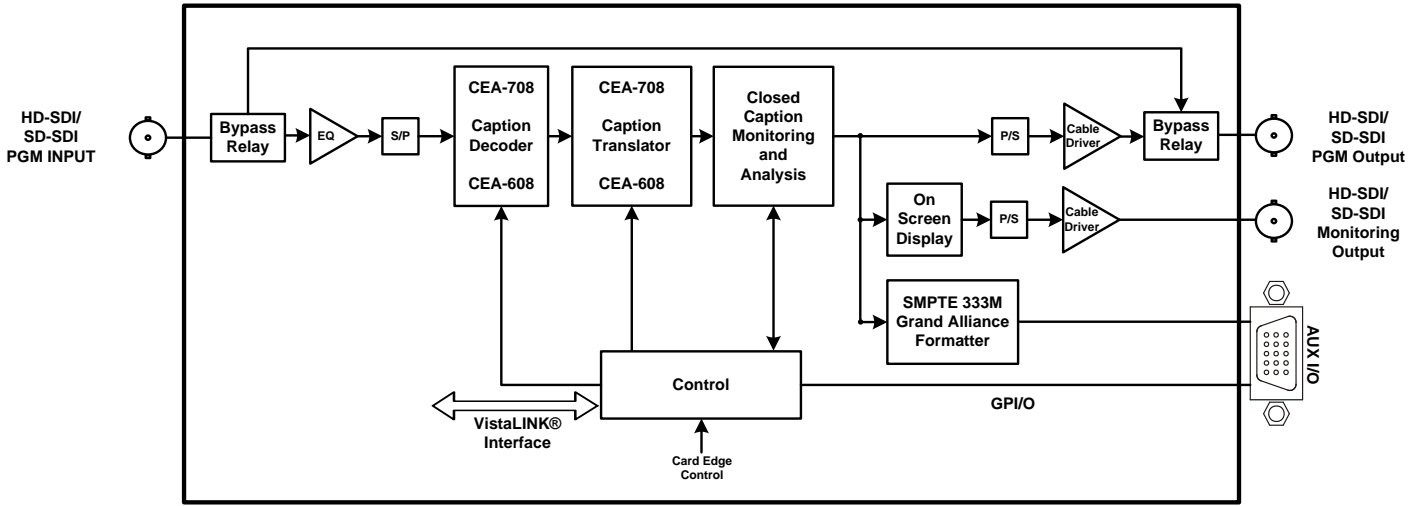 HD-SDI/
SD-SDI
PGM INPUT
Bypass
Relay
EQ
S/P
CEA-708
Caption
Decoder
CEA-608
CEA-708
Caption
Translator
CEA-608
Closed
Caption
Monitoring
and
Analysis
P/S
Cable
Driver
Bypass
Relay
HD-SDI/
SD-SDI
PGM Output
On
Screen
Display
P/S
Cable
Driver
HD-SDI/
SD-SDI
Monitoring
Output
SMPTE 333M
Grand Alliance
Formatter
AUX I/O
Control
GPI/O
VistaLINK®
Interface
Card Edge
Control